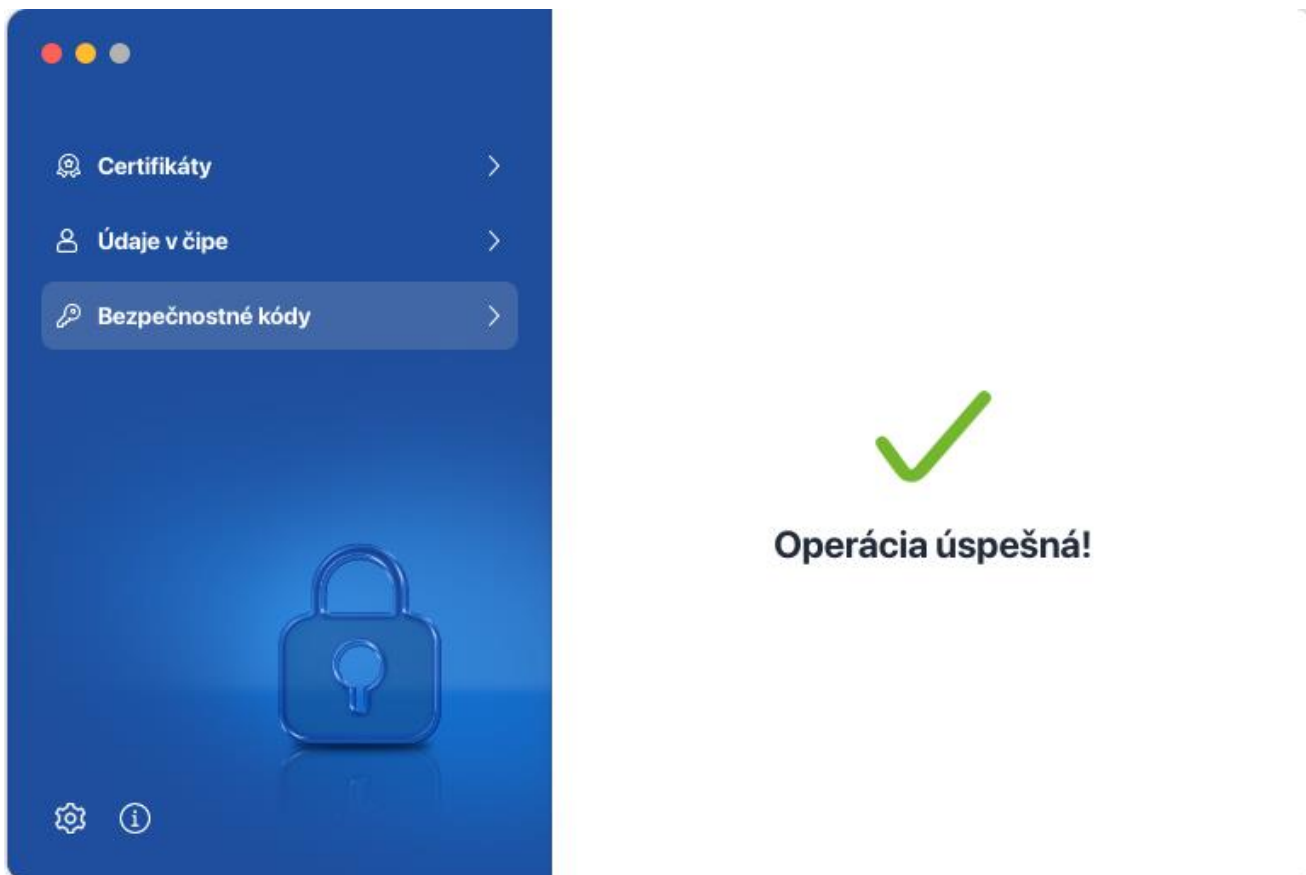 Certifikáty
Údaje v čipe
Bezpečnostné kódy
Operácia úspešná!